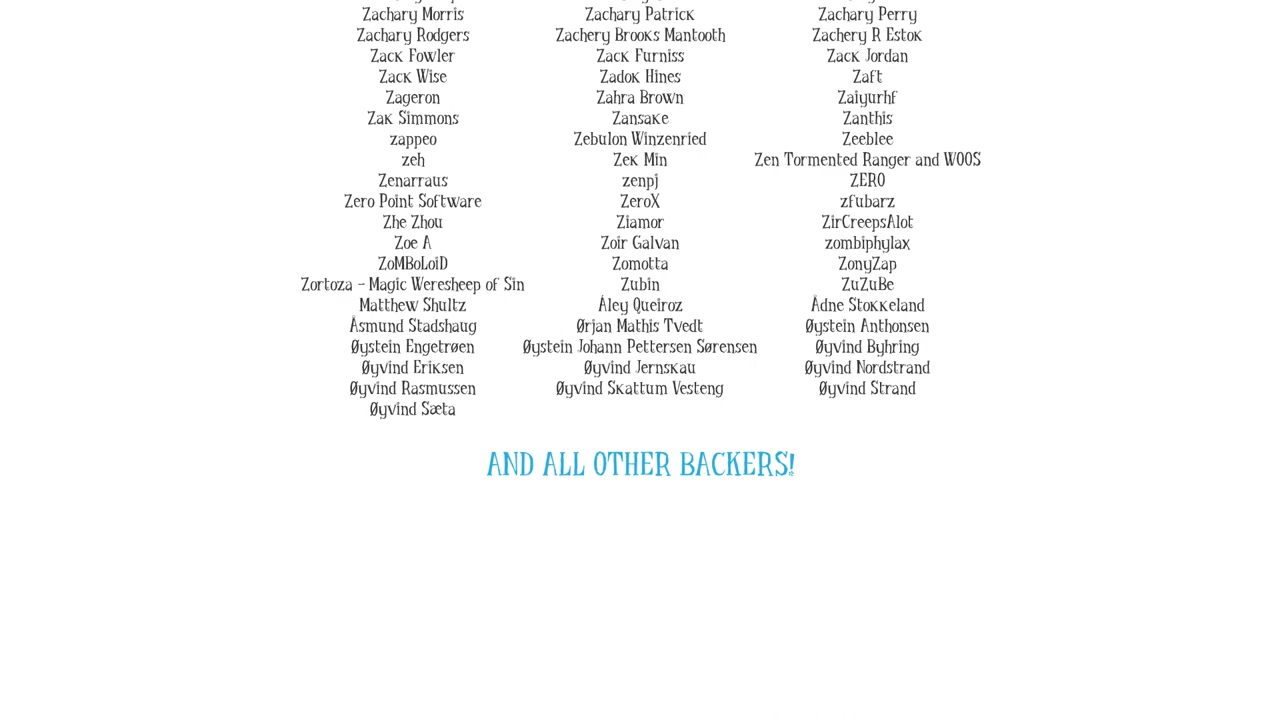 Zachary Morris Zachary Patrick Zachary Perry
Zachary Rodgers Zachery Brooks Mantooth Zachery R Estok
Zack Fowler Zack Furniss Zack Jordan
Zack Wise Zadok Hines Zaft
Zageron Zahra Brown Zaiyurhf
Zak Simmons Zansake Zanthis
zappeo Zebulon Winzenried Zeeblee
zeh Zek Min Zen Tormented Ranger and WOOS
Zenarraus zenpj ZERO
Zero Point Software ZeroX zfubarz
Zhe Zhou Ziamor ZirCreepsAlot
Zoe A Zoir Galvan zombiphylax
ZoMBoLoiD Zomotta ZonyZap
Zortoza - Magic Weresheep of Sin Zubin ZuZuBe
Matthew Shultz Áley Queiroz Ådne Stokkeland
Åsmund Stadshaug Ørjan Mathis Tvedt Øystein Anthonsen
Øystein Engetrøen Øystein Johann Pettersen Sørensen Øyvind Byhring
Øyvind Eriksen Øyvind Jernskau Øyvind Nordstrand
Øyvind Rasmussen Øyvind Skattum Vesteng Øyvind Strand
Øyvind Sæta
AND ALL OTHER BACKERS!